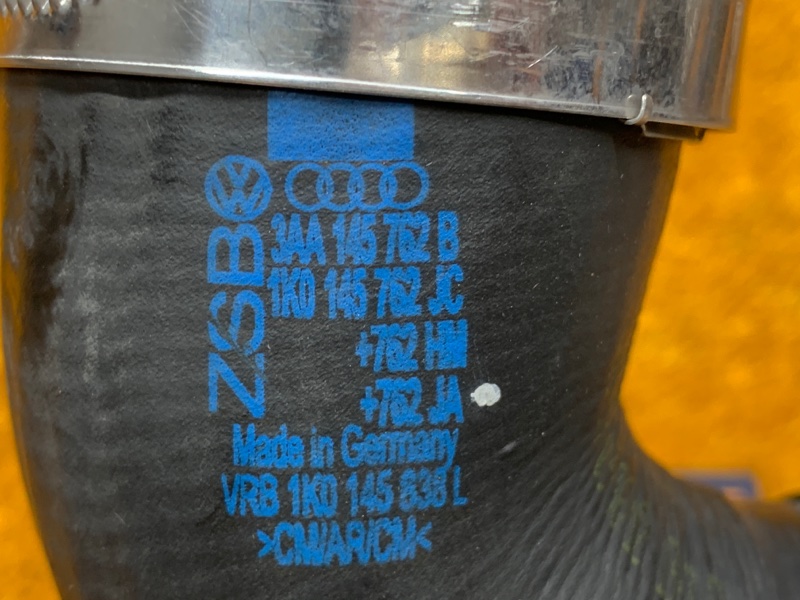 ZSB
3AA 145 762 B
1K0 145 762 JC
+762 HM
+762 JA
Made in Germany
VRB 1K0 145 838 L
>CM/AR/CM<